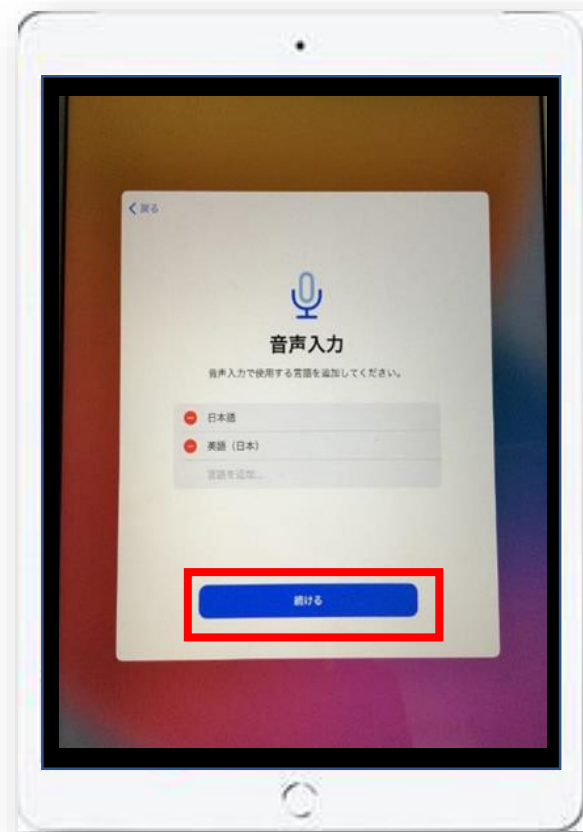 戻る
音声入力
音声入力で使用する言語を追加してください。
日本語
英語（日本）
言語を追加...
続ける